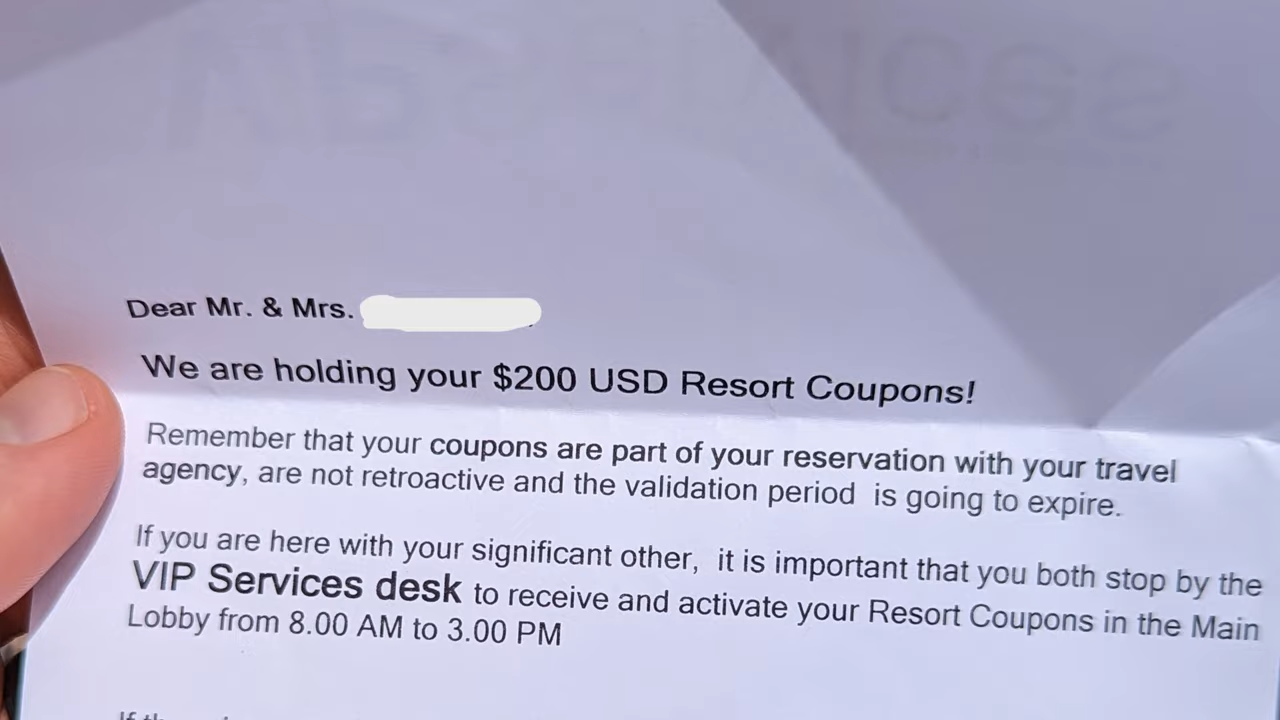 VIP Services
Dear Mr. & Mrs.
We are holding your $200 USD Resort Coupons!
Remember that your coupons are part of your reservation with your travel
agency, are not retroactive and the validation period is going to expire.
If you are here with your significant other, it is important that you both stop by the
VIP Services desk to receive and activate your Resort Coupons in the Main
Lobby from 8.00 AM to 3.00 PM